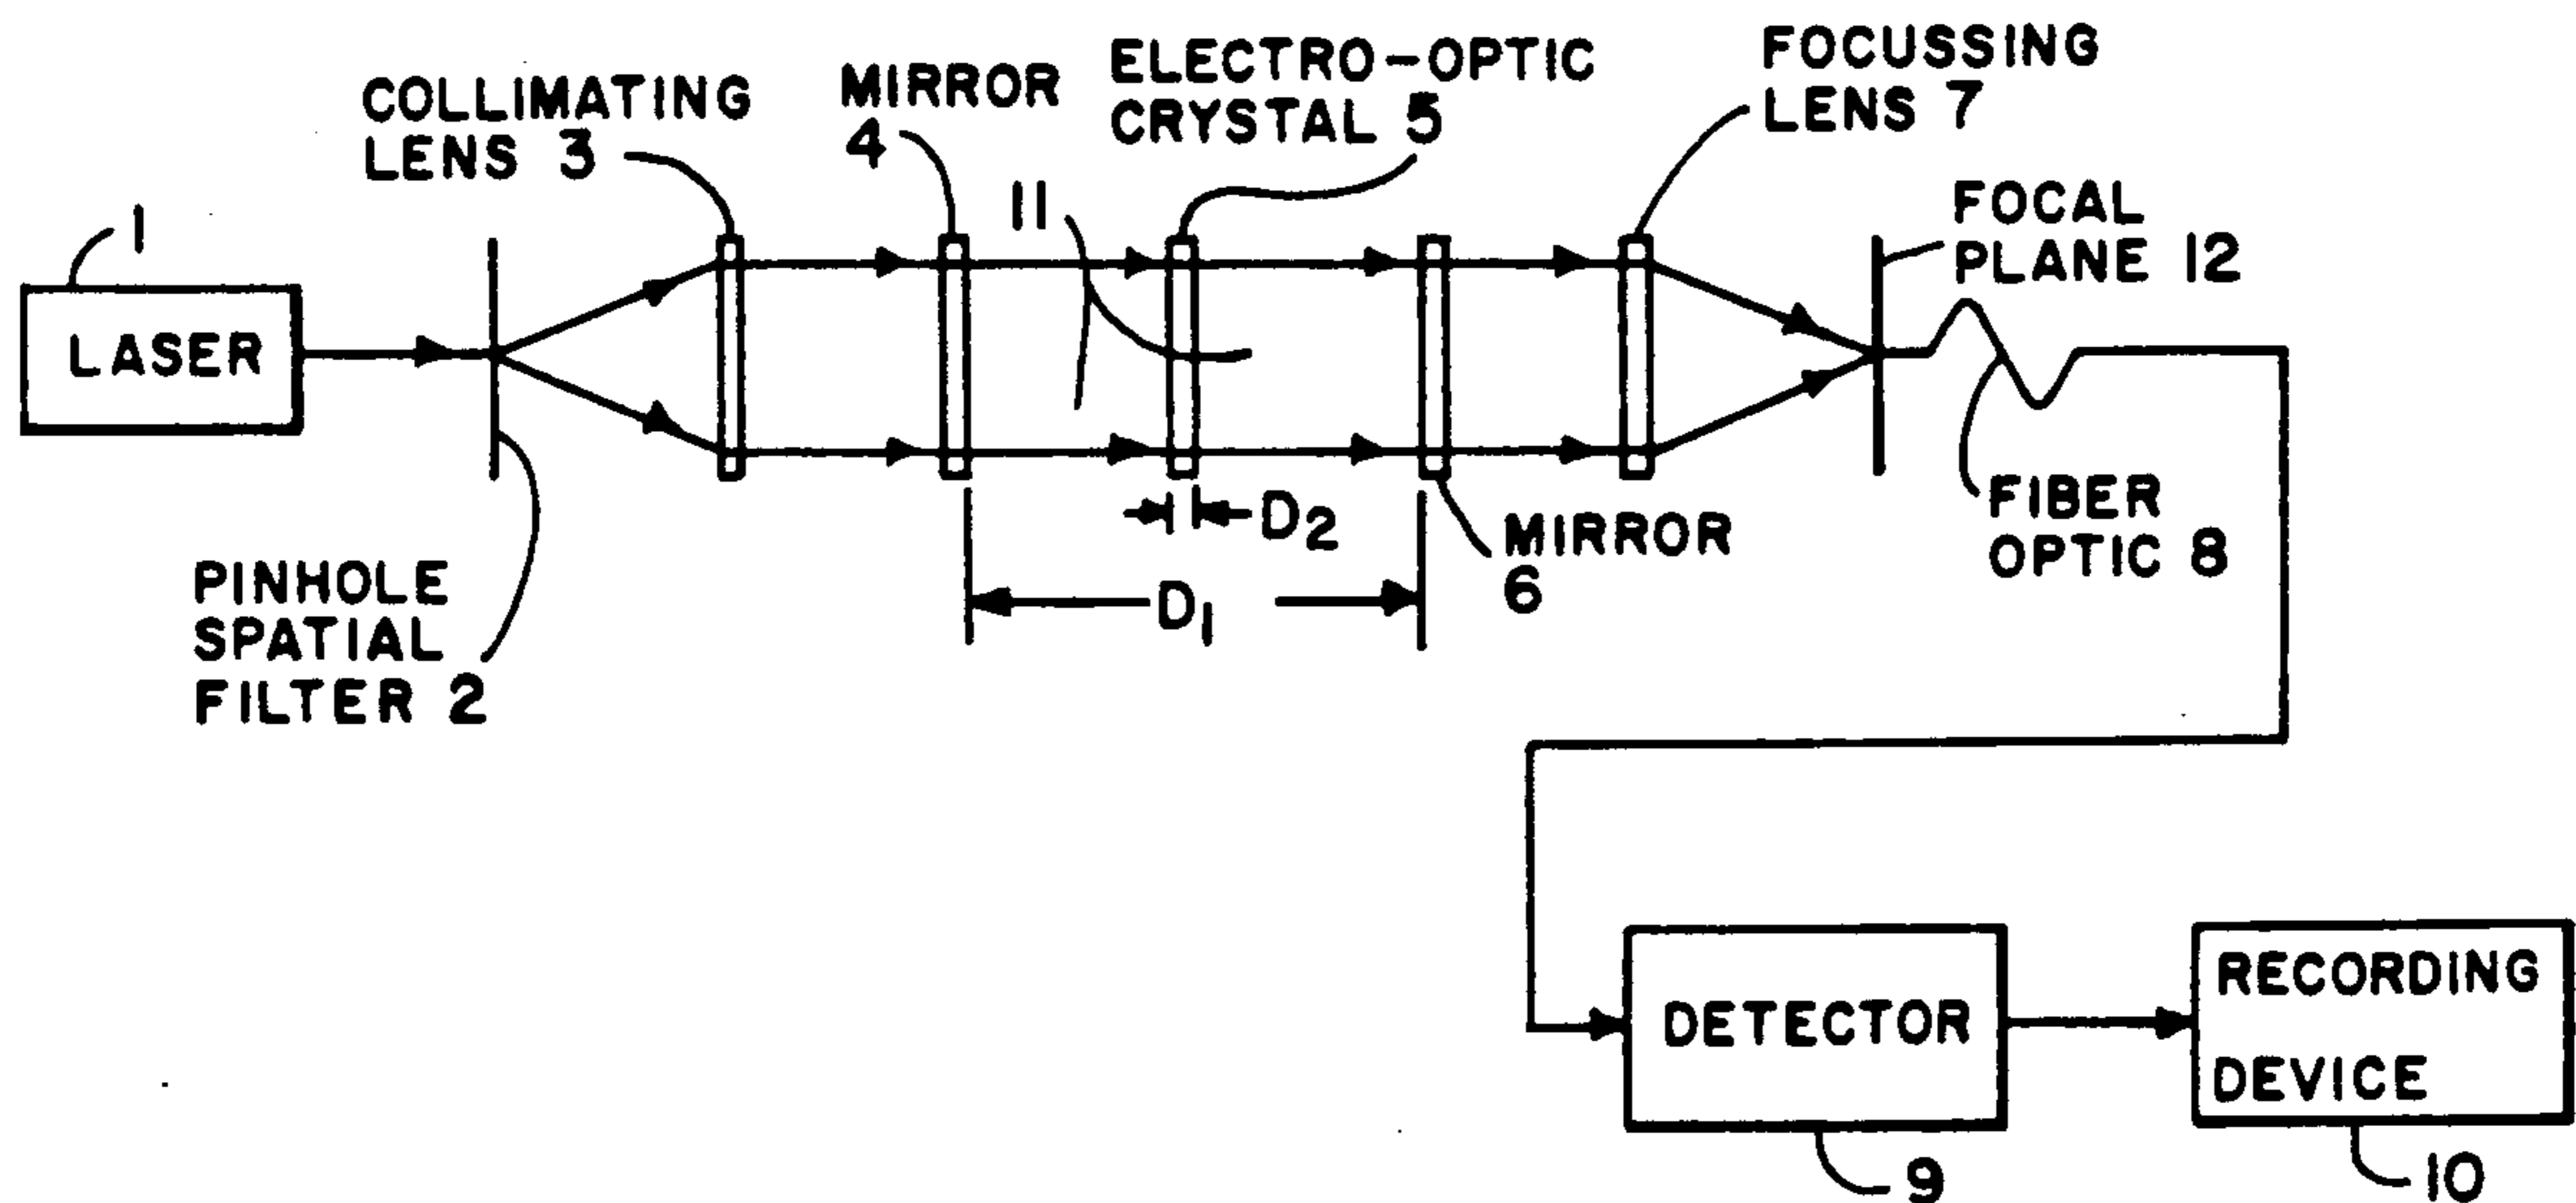 COLLIMATING
LENS 3
MIRROR
4
11
ELECTRO-OPTIC
CRYSTAL 5
FOCUSSING
LENS 7
FOCAL
PLANE 12
1
LASER
PINHOLE
SPATIAL
FILTER 2
D2
D1
MIRROR
6
FIBER
OPTIC 8
DETECTOR
9
RECORDING
DEVICE
10